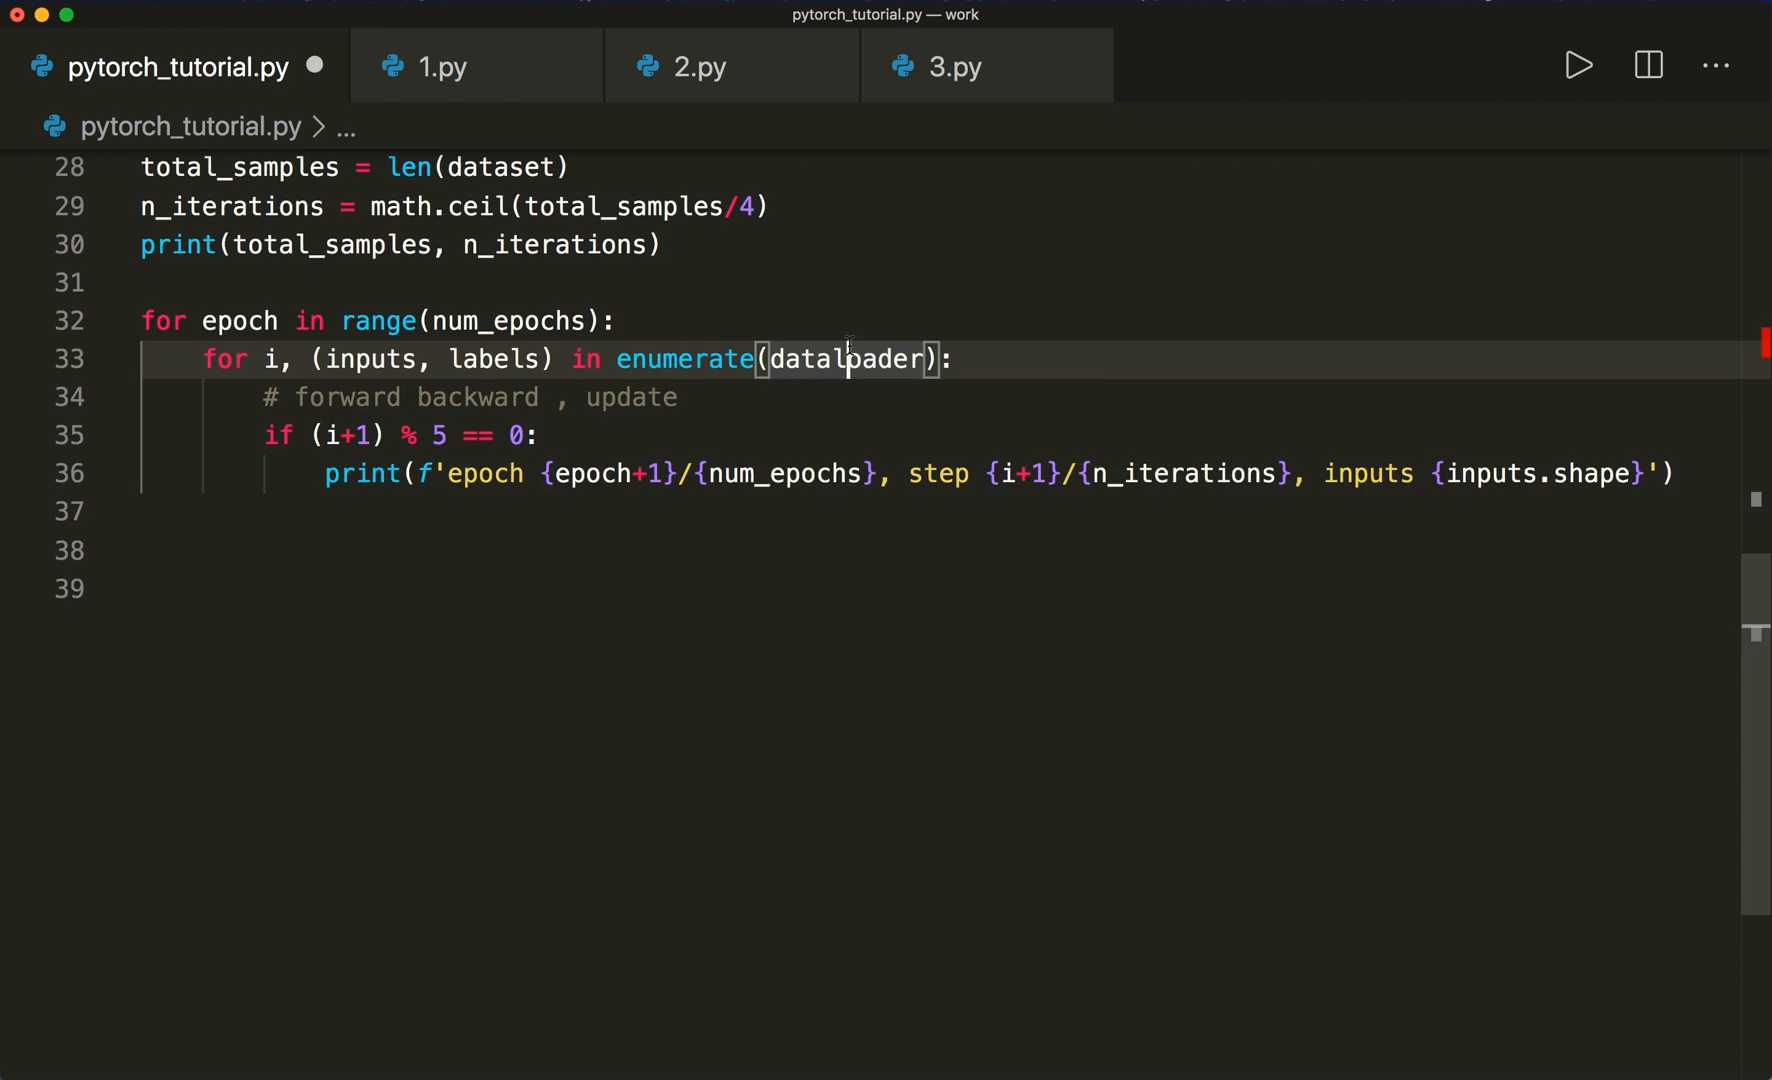 pytorch_tutorial.py — work
pytorch_tutorial.py 1.py 2.py 3.py
pytorch_tutorial.py > ...
28 total_samples = len(dataset)
29 n_iterations = math.ceil(total_samples/4)
30 print(total_samples, n_iterations)
31
32 for epoch in range(num_epochs):
33 for i, (inputs, labels) in enumerate(dataloader):
34 # forward backward , update
35 if (i+1) % 5 == 0:
36 print(f'epoch {epoch+1}/{num_epochs}, step {i+1}/{n_iterations}, inputs {inputs.shape}')
37
38
39